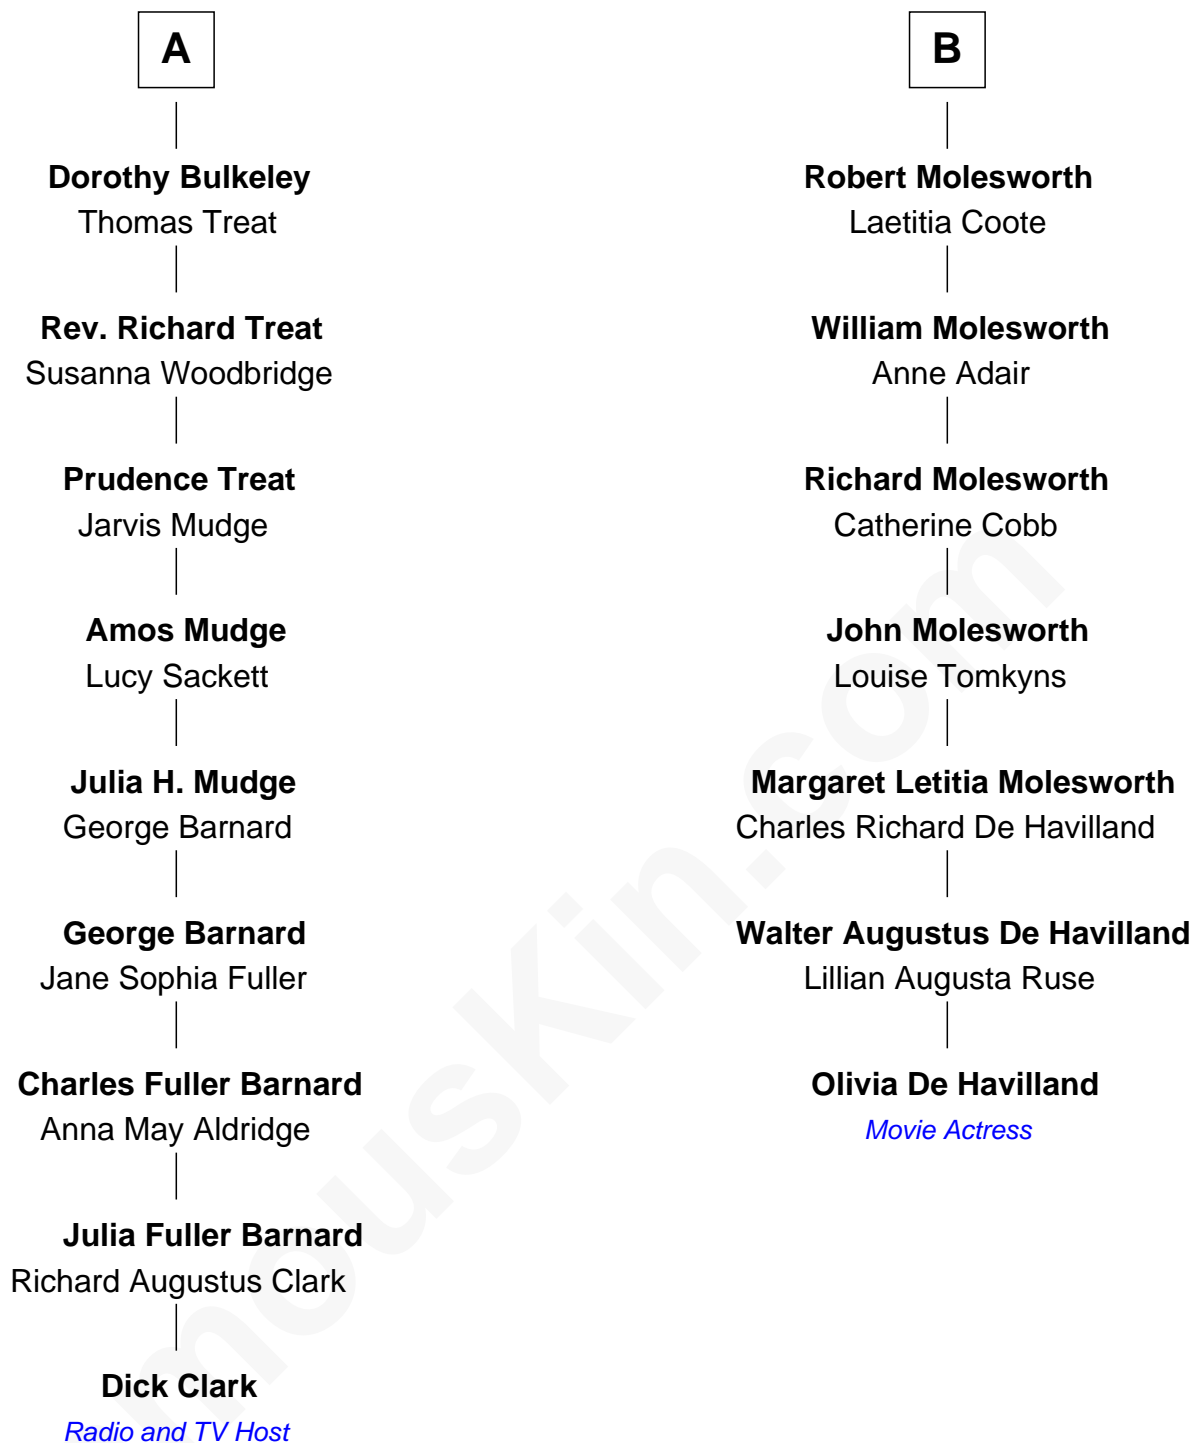 A
Dorothy Bulkeley
Thomas Treat
Rev. Richard Treat
Susanna Woodbridge
Prudence Treat
Jarvis Mudge
Amos Mudge
Lucy Sackett
Julia H. Mudge
George Barnard
George Barnard
Jane Sophia Fuller
Charles Fuller Barnard
Anna May Aldridge
Julia Fuller Barnard
Richard Augustus Clark
Dick Clark
Radio and TV Host
B
Robert Molesworth
Laetitia Coote
William Molesworth
Anne Adair
Richard Molesworth
Catherine Cobb
John Molesworth
Louise Tomkyns
Margaret Letitia Molesworth
Charles Richard De Havilland
Walter Augustus De Havilland
Lillian Augusta Ruse
Olivia De Havilland
Movie Actress
mousKin.com